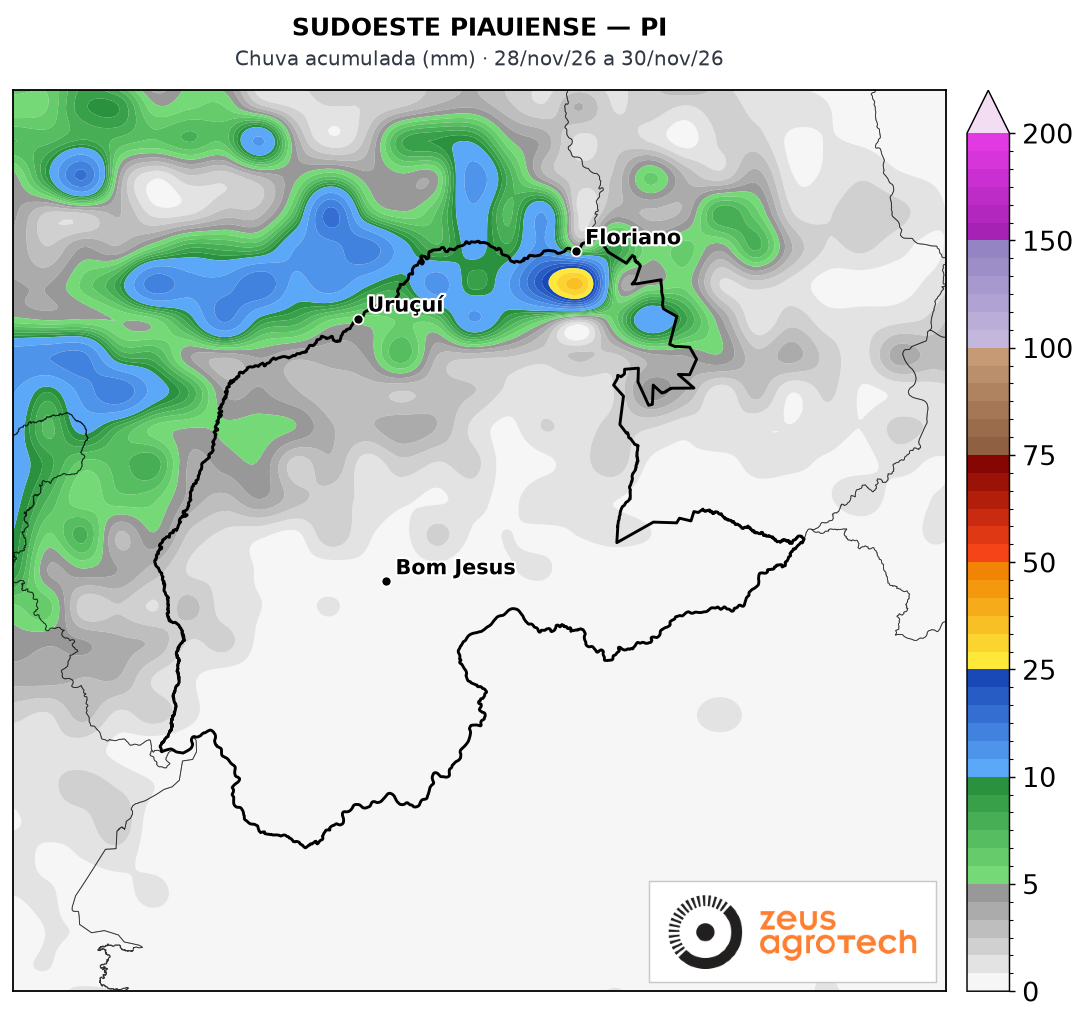 SUDOESTE PIAUIENSE — PI
Chuva acumulada (mm) · 28/nov/26 a 30/nov/26
Floriano
Uruçuí
Bom Jesus
200
150
100
75
50
25
10
5
0
zeus
agrotech